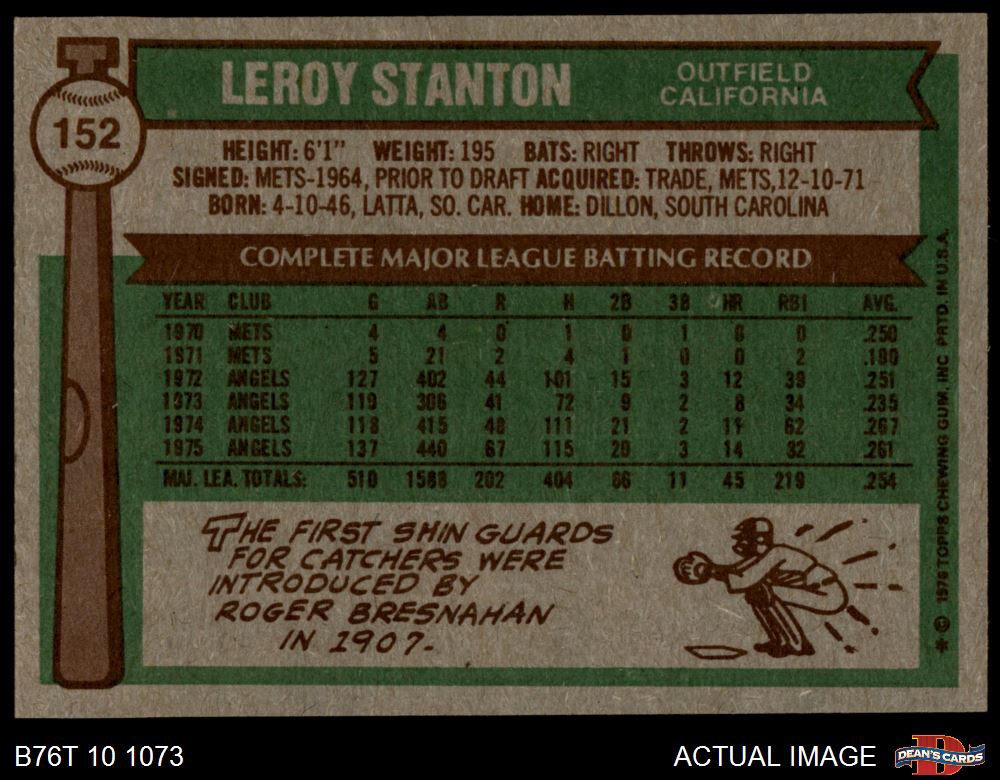 152
LEROY STANTON
OUTFIELD
CALIFORNIA
HEIGHT: 6'1" WEIGHT: 195 BATS: RIGHT THROWS: RIGHT
SIGNED: METS-1964, PRIOR TO DRAFT ACQUIRED: TRADE, METS,12-10-71
BORN: 4-10-46, LATTA, SO. CAR. HOME: DILLON, SOUTH CAROLINA
COMPLETE MAJOR LEAGUE BATTING RECORD
YEAR CLUB G AB R H 2B 3B HR RBI AVG.
1970 METS 4 4 0 1 0 1 0 0 .250
1971 METS 5 21 2 4 1 0 0 2 .190
1972 ANGELS 127 402 44 101 15 3 12 39 .251
1973 ANGELS 119 306 41 72 9 2 8 34 .235
1974 ANGELS 118 415 48 111 21 2 11 62 .267
1975 ANGELS 137 440 67 115 20 3 14 82 .261
MAJ. LEA. TOTALS: 510 1588 202 404 66 11 45 219 .254
THE FIRST SHIN GUARDS
FOR CATCHERS WERE
INTRODUCED BY
ROGER BRESNAHAN
IN 1907.
* © 1976 TOPPS CHEWING GUM, INC PRTD. IN U.S.A.
B76T 10 1073
ACTUAL IMAGE
D
DEAN'S CARDS